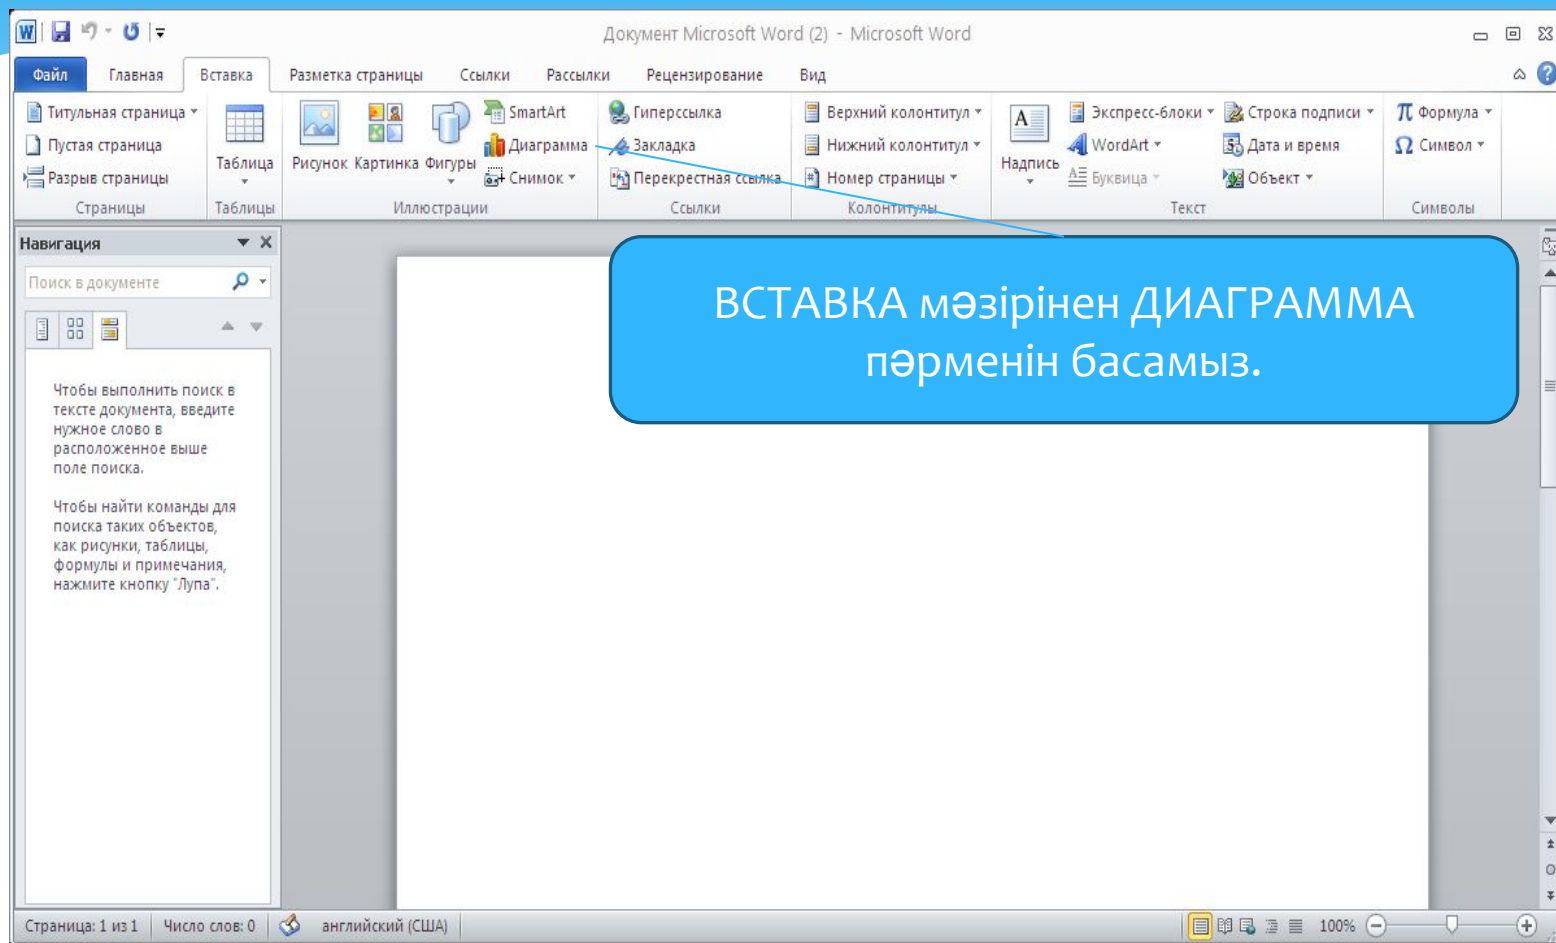 Документ Microsoft Word (2) - Microsoft Word
Файл Главная Вставка Разметка страницы Ссылки Рассылки Рецензирование Вид
Титульная страница
Пустая страница
Разрыв страницы
Страницы
Таблица
Таблицы
Рисунок Картинка Фигуры
SmartArt
Диаграмма
Снимок
Иллюстрации
Гиперссылка
Закладка
Перекрестная ссылка
Ссылки
Верхний колонтитул
Нижний колонтитул
Номер страницы
Колонтитулы
Надпись
Экспресс-блоки
WordArt
Буквица
Строка подписи
Дата и время
Объект
Текст
Формула
Символ
Символы
Навигация
Поиск в документе
Чтобы выполнить поиск в
тексте документа, введите
нужное слово в
расположенное выше
поле поиска.
Чтобы найти команды для
поиска таких объектов,
как рисунки, таблицы,
формулы и примечания,
нажмите кнопку "Лупа".
ВСТАВКА мәзірінен ДИАГРАММА
пәрменін басамыз.
Страница: 1 из 1 Число слов: 0 английский (США) 100%